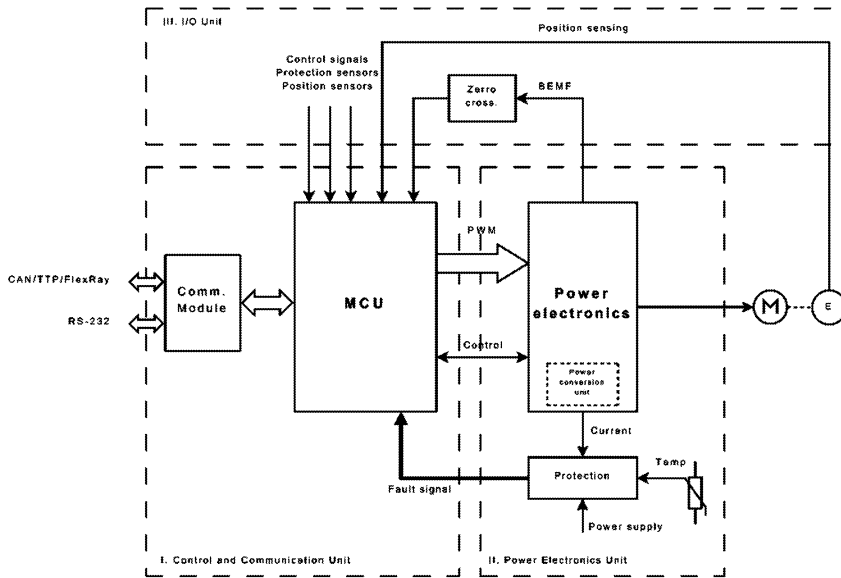 III. I/O Unit
Position sensing
Control signals
Protection sensors
Position sensors
Zerro
cross.
BEMF
PWM
CAN/TTP/FlexRay
RS-232
Comm.
Module
MCU
Power
electronics
M
E
Control
Power
conversion
unit
Current
Temp
Protection
Fault signal
Power supply
I. Control and Communication Unit
II. Power Electronics Unit